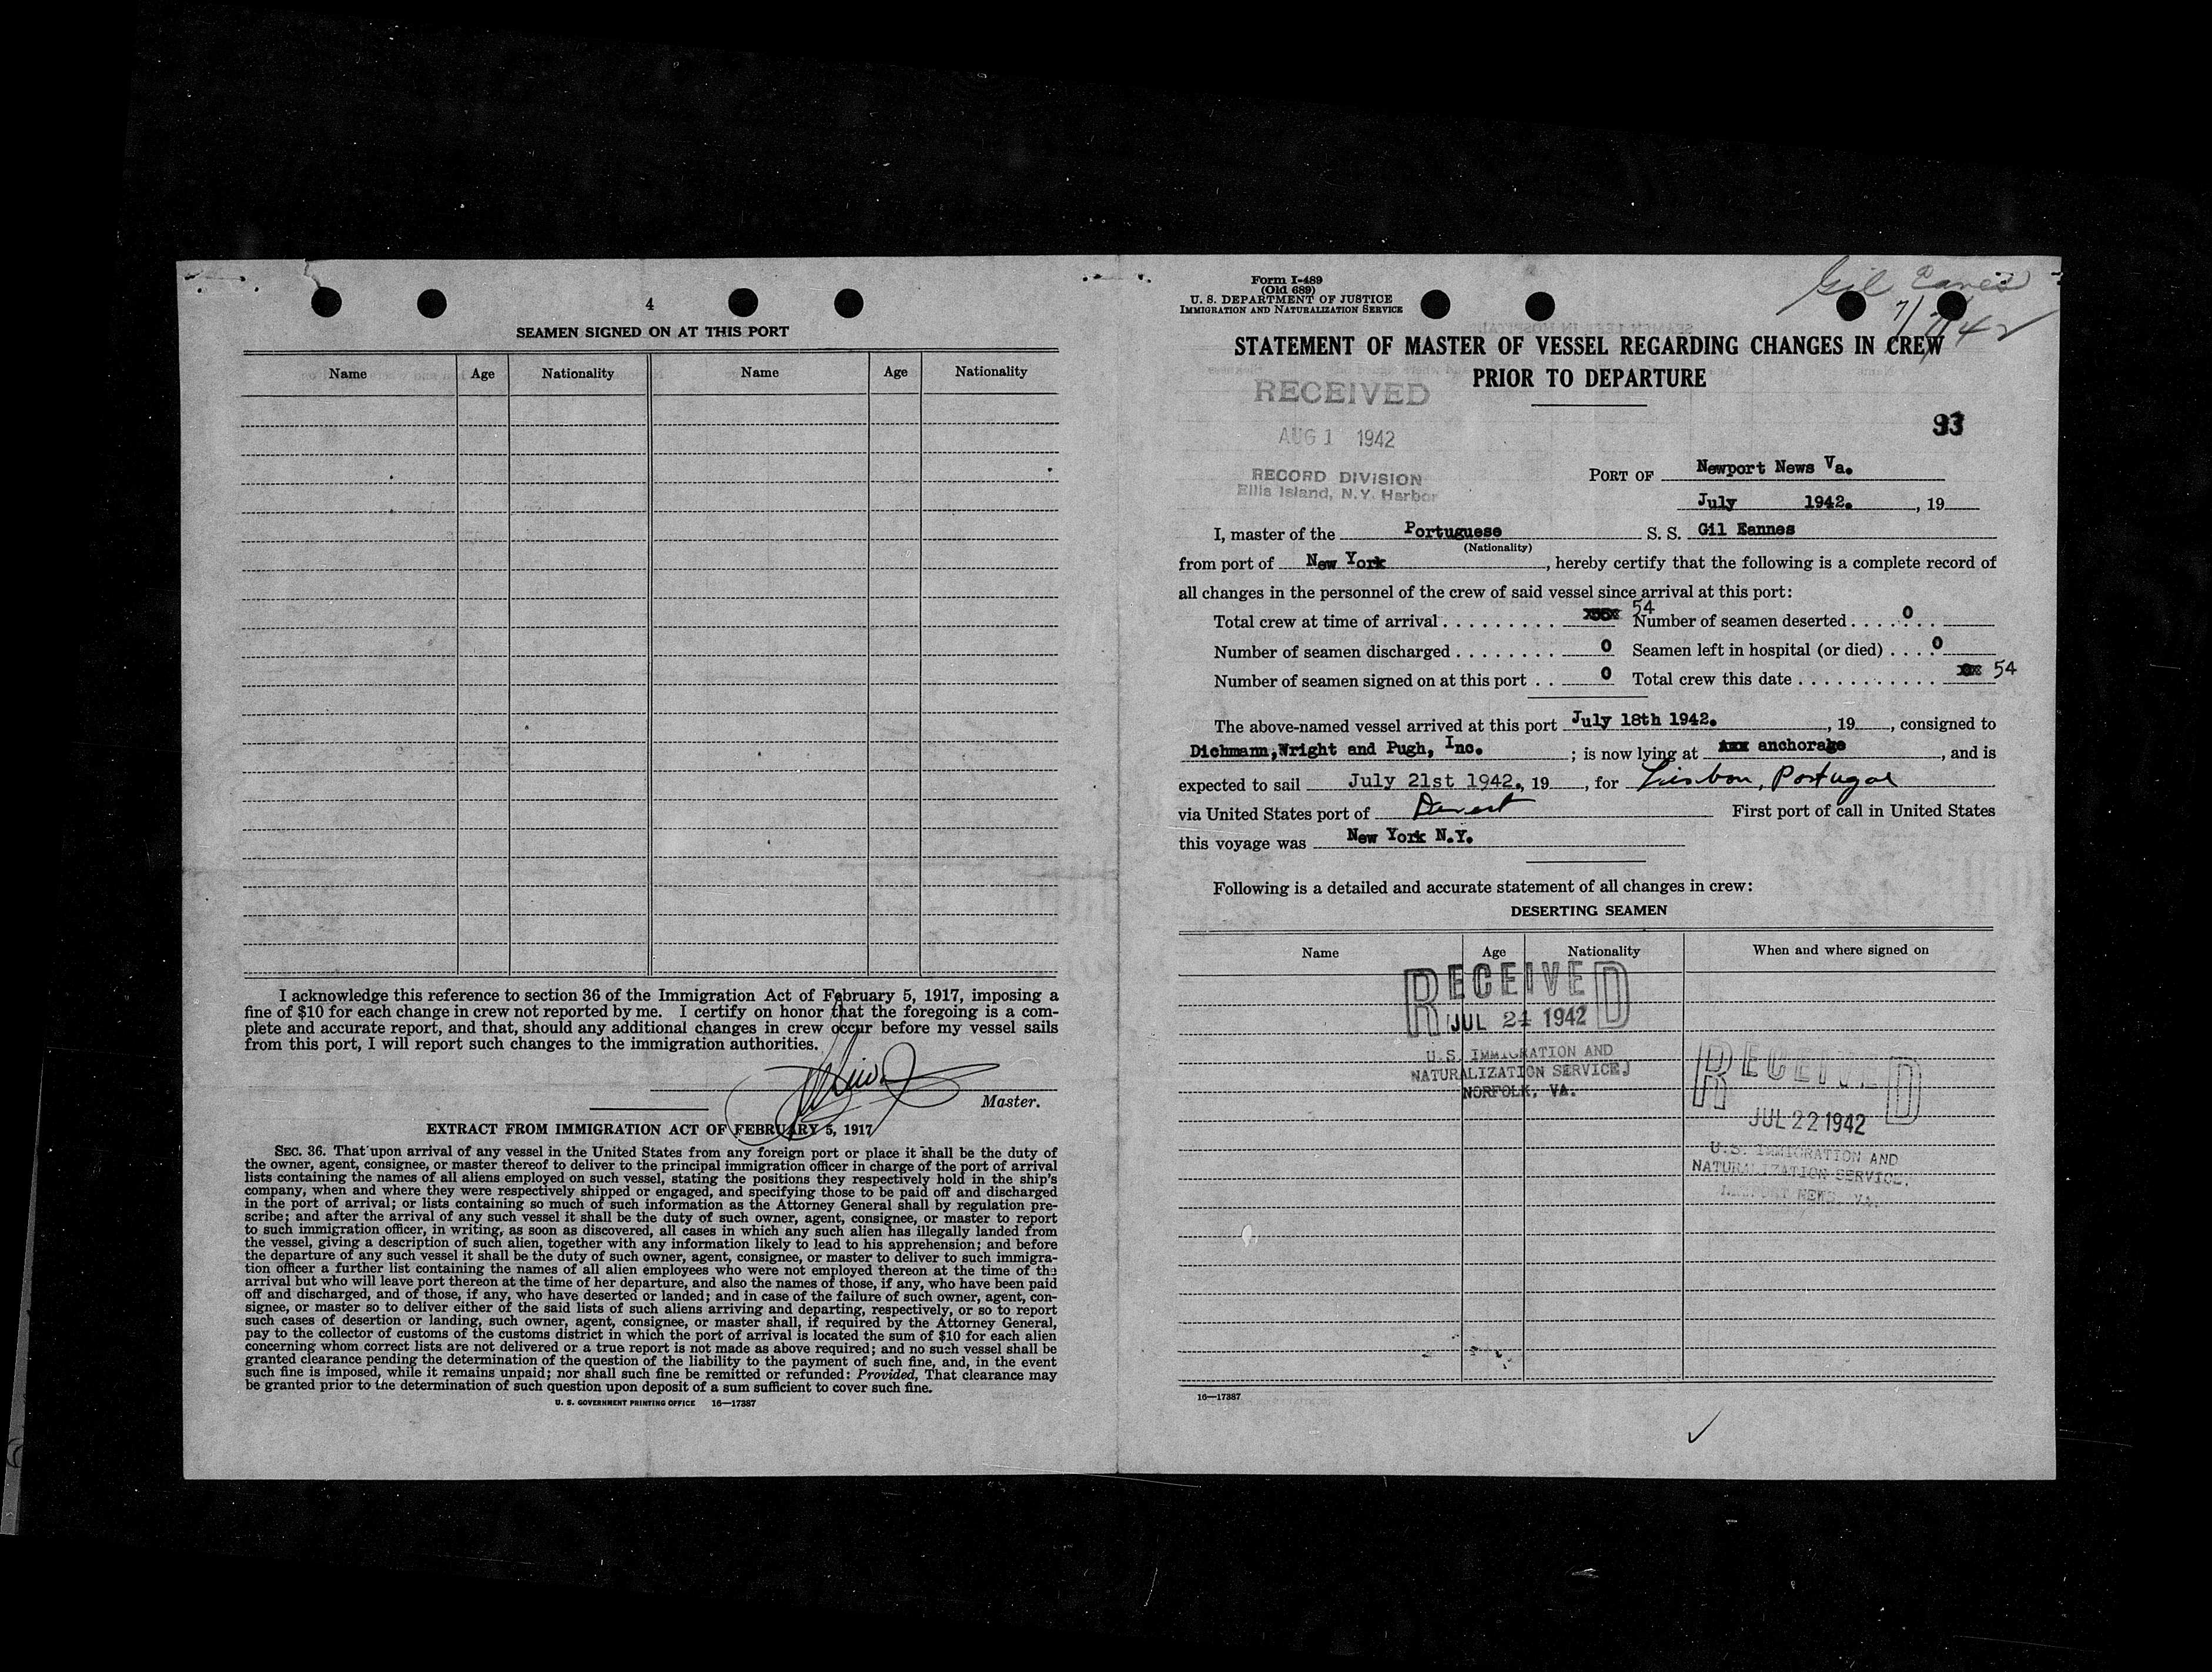 4
SEAMEN SIGNED ON AT THIS PORT
Name Age Nationality Name Age Nationality
I acknowledge this reference to section 36 of the Immigration Act of February 5, 1917, imposing a
fine of $10 for each change in crew not reported by me. I certify on honor that the foregoing is a com-
plete and accurate report, and that, should any additional changes in crew occur before my vessel sails
from this port, I will report such changes to the immigration authorities.
Master.
EXTRACT FROM IMMIGRATION ACT OF FEBRUARY 5, 1917
SEC. 36. That upon arrival of any vessel in the United States from any foreign port or place it shall be the duty of
the owner, agent, consignee, or master thereof to deliver to the principal immigration officer in charge of the port of arrival
lists containing the names of all aliens employed on such vessel, stating the positions they respectively hold in the ship's
company, when and where they were respectively shipped or engaged, and specifying those to be paid off and discharged
in the port of arrival; or lists containing so much of such information as the Attorney General shall by regulation pre-
scribe; and after the arrival of any such vessel it shall be the duty of such owner, agent, consignee, or master to report
to such immigration officer, in writing, as soon as discovered, all cases in which any such alien has illegally landed from
the vessel, giving a description of such alien, together with any information likely to lead to his apprehension; and before
the departure of any such vessel it shall be the duty of such owner, agent, consignee, or master to deliver to such immigra-
tion officer a further list containing the names of all alien employees who were not employed thereon at the time of the
arrival but who will leave port thereon at the time of her departure, and also the names of those, if any, who have been paid
off and discharged, and of those, if any, who have deserted or landed; and in case of the failure of such owner, agent, con-
signee, or master so to deliver either of the said lists of such aliens arriving and departing, respectively, or so to report
such cases of desertion or landing, such owner, agent, consignee, or master shall, if required by the Attorney General,
pay to the collector of customs of the customs district in which the port of arrival is located the sum of $10 for each alien
concerning whom correct lists are not delivered or a true report is not made as above required; and no such vessel shall be
granted clearance pending the determination of the question of the liability to the payment of such fine, and, in the event
such fine is imposed, while it remains unpaid; nor shall such fine be remitted or refunded: Provided, That clearance may
be granted prior to the determination of such question upon deposit of a sum sufficient to cover such fine.
U. S. GOVERNMENT PRINTING OFFICE 16—17387
Form I-489
(Old 689)
U. S. DEPARTMENT OF JUSTICE
IMMIGRATION AND NATURALIZATION SERVICE
Gil Eanes
STATEMENT OF MASTER OF VESSEL REGARDING CHANGES IN CREW
PRIOR TO DEPARTURE
RECEIVED
AUG 1 1942
RECORD DIVISION
Ellis Island, N.Y. Harbor
93
PORT OF Newport News Va.
July 1942. , 19
I, master of the Portuguese S. S. Gil Eannes
(Nationality)
from port of New York , hereby certify that the following is a complete record of
all changes in the personnel of the crew of said vessel since arrival at this port:
Total crew at time of arrival . . . . . . . . . 54 Number of seamen deserted . . . . . . . 0
Number of seamen discharged . . . . . . . . 0 Seamen left in hospital (or died) . . . . 0
Number of seamen signed on at this port . . 0 Total crew this date . . . . . . . . . . . . 54
The above-named vessel arrived at this port July 18th 1942. , 19 , consigned to
Dichmann,Wright and Pugh, Inc. ; is now lying at anchorage , and is
expected to sail July 21st 1942. , 19 , for Lisbon, Portugal
via United States port of Direct First port of call in United States
this voyage was New York N.Y.
Following is a detailed and accurate statement of all changes in crew:
DESERTING SEAMEN
Name Age Nationality When and where signed on
RECEIVED
JUL 24 1942
U.S. IMMIGRATION AND
NATURALIZATION SERVICE
NORFOLK, VA.
RECEIVED
JUL 22 1942
U.S. IMMIGRATION AND
NATURALIZATION SERVICE.
NEWPORT NEWS, VA.
16—17387